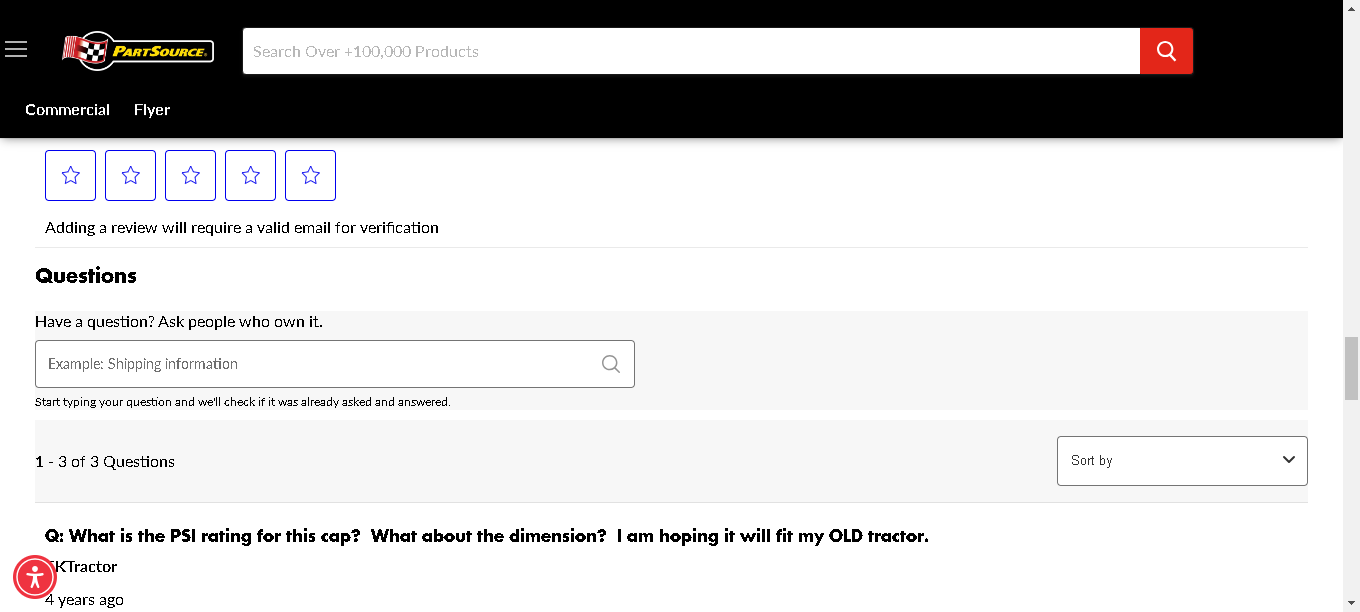 PARTSOURCE
Search Over +100,000 Products
Commercial Flyer
Adding a review will require a valid email for verification
Questions
Have a question? Ask people who own it.
Example: Shipping information
Start typing your question and we'll check if it was already asked and answered.
1 - 3 of 3 Questions
Sort by
Q: What is the PSI rating for this cap? What about the dimension? I am hoping it will fit my OLD tractor.
KTractor
4 years ago